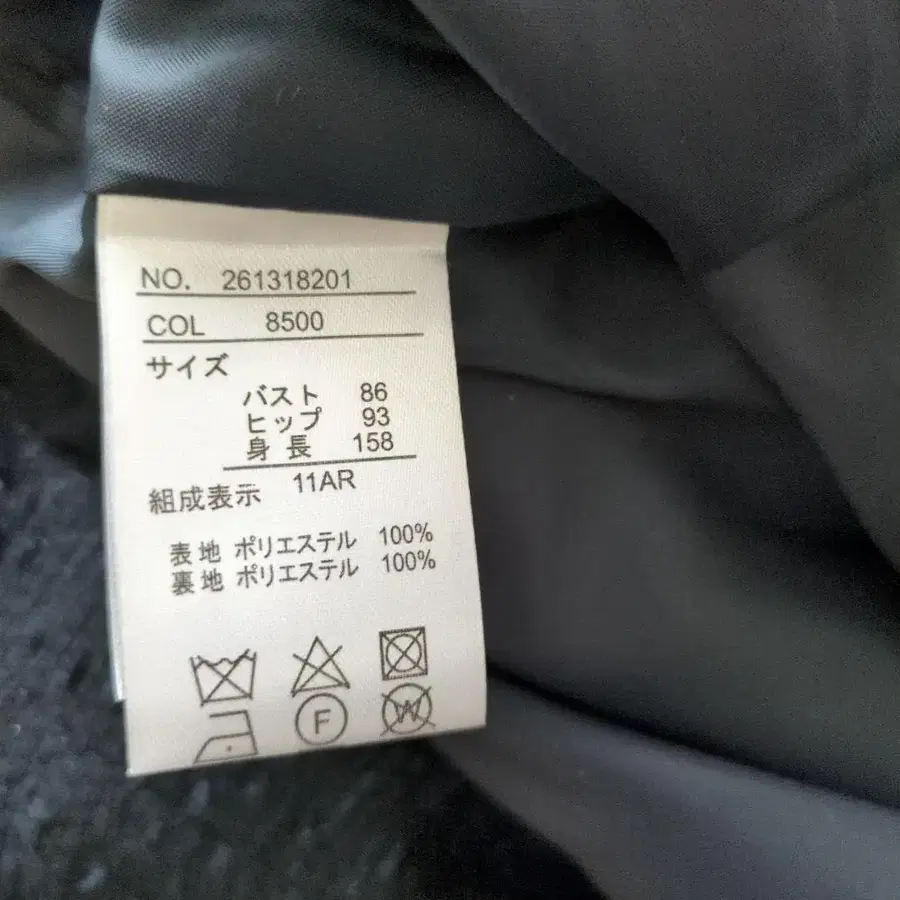 NO. 261318201
COL 8500
サイズ
バスト 86
ヒップ 93
身長 158
11AR
組成表示
表地 ポリエステル 100%
裏地 ポリエステル 100%
F
W